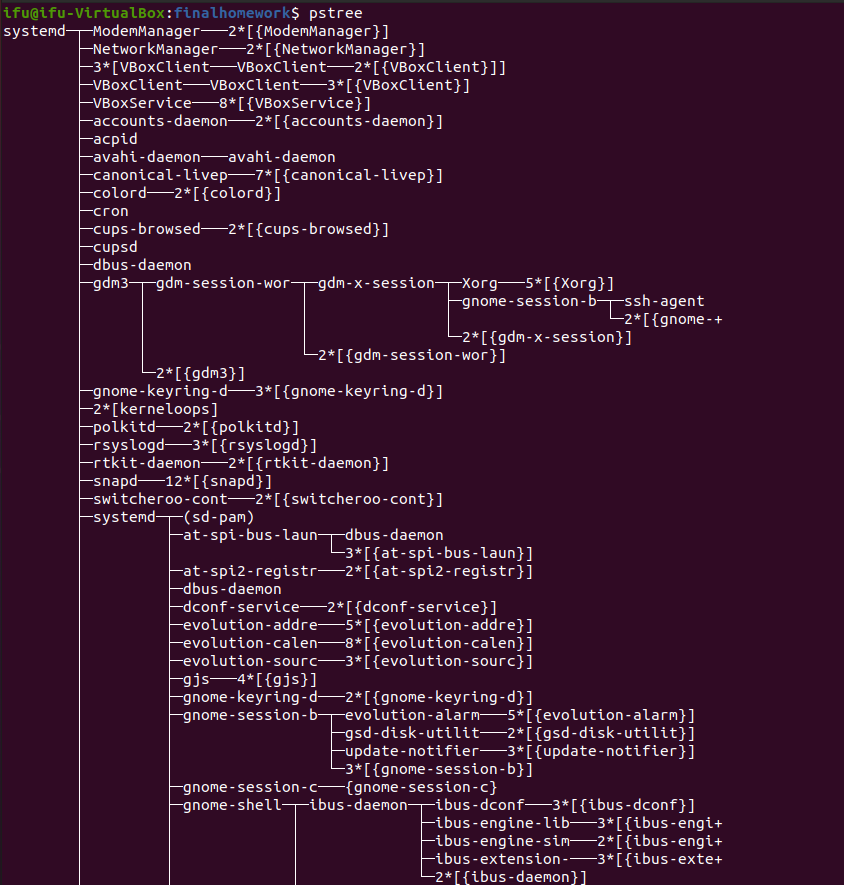 ifu@ifu-VirtualBox:finalhomework$ pstree
systemd─┬─ModemManager───2*[{ModemManager}]
        ├─NetworkManager───2*[{NetworkManager}]
        ├─3*[VBoxClient───VBoxClient───2*[{VBoxClient}]]
        ├─VBoxClient───VBoxClient───3*[{VBoxClient}]
        ├─VBoxService───8*[{VBoxService}]
        ├─accounts-daemon───2*[{accounts-daemon}]
        ├─acpid
        ├─avahi-daemon───avahi-daemon
        ├─canonical-livep───7*[{canonical-livep}]
        ├─colord───2*[{colord}]
        ├─cron
        ├─cups-browsed───2*[{cups-browsed}]
        ├─cupsd
        ├─dbus-daemon
        ├─gdm3─┬─gdm-session-wor─┬─gdm-x-session─┬─Xorg───5*[{Xorg}]
        │      │                 │               ├─gnome-session-b─┬─ssh-agent
        │      │                 │               │                 └─2*[{gnome-+
        │      │                 │               └─2*[{gdm-x-session}]
        │      │                 └─2*[{gdm-session-wor}]
        │      └─2*[{gdm3}]
        ├─gnome-keyring-d───3*[{gnome-keyring-d}]
        ├─2*[kerneloops]
        ├─polkitd───2*[{polkitd}]
        ├─rsyslogd───3*[{rsyslogd}]
        ├─rtkit-daemon───2*[{rtkit-daemon}]
        ├─snapd───12*[{snapd}]
        ├─switcheroo-cont───2*[{switcheroo-cont}]
        ├─systemd─┬─(sd-pam)
        │         ├─at-spi-bus-laun─┬─dbus-daemon
        │         │                 └─3*[{at-spi-bus-laun}]
        │         ├─at-spi2-registr───2*[{at-spi2-registr}]
        │         ├─dbus-daemon
        │         ├─dconf-service───2*[{dconf-service}]
        │         ├─evolution-addre───5*[{evolution-addre}]
        │         ├─evolution-calen───8*[{evolution-calen}]
        │         ├─evolution-sourc───3*[{evolution-sourc}]
        │         ├─gjs───4*[{gjs}]
        │         ├─gnome-keyring-d───2*[{gnome-keyring-d}]
        │         ├─gnome-session-b─┬─evolution-alarm───5*[{evolution-alarm}]
        │         │                 ├─gsd-disk-utilit───2*[{gsd-disk-utilit}]
        │         │                 ├─update-notifier───3*[{update-notifier}]
        │         │                 └─3*[{gnome-session-b}]
        │         ├─gnome-session-c───{gnome-session-c}
        │         ├─gnome-shell─┬─ibus-daemon─┬─ibus-dconf───3*[{ibus-dconf}]
        │         │             │             ├─ibus-engine-lib───3*[{ibus-engi+
        │         │             │             ├─ibus-engine-sim───2*[{ibus-engi+
        │         │             │             ├─ibus-extension-───3*[{ibus-exte+
        │         │             │             └─2*[{ibus-daemon}]